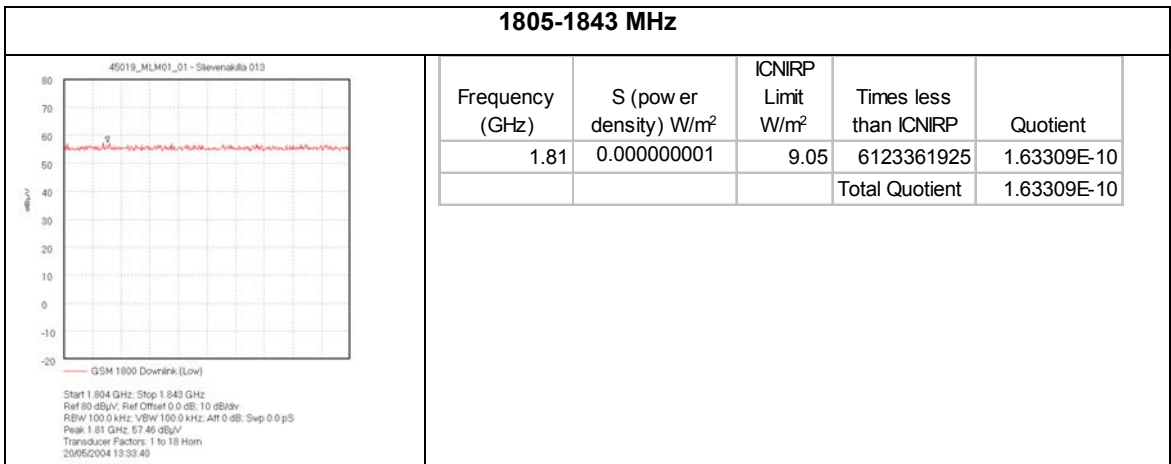 1805-1843 MHz
45019_MLM01_01 - Slievenakilla 013
80
70
60
50
40
30
20
10
0
-10
-20
dBµV
GSM 1800 Downlink (Low)
Start 1.804 GHz; Stop 1.843 GHz
Ref 80 dBµV; Ref Offset 0.0 dB; 10 dB/div
RBW 100.0 kHz; VBW 100.0 kHz; Att 0 dB; Swp 0.0 pS
Peak 1.81 GHz, 57.46 dBµV
Transducer Factors: 1 to 18 Horn
20/05/2004 13:33:40
Frequency (GHz) S (pow er density) W/m² ICNIRP Limit W/m² Times less than ICNIRP Quotient
1.81 0.000000001 9.05 6123361925 1.63309E-10
Total Quotient 1.63309E-10